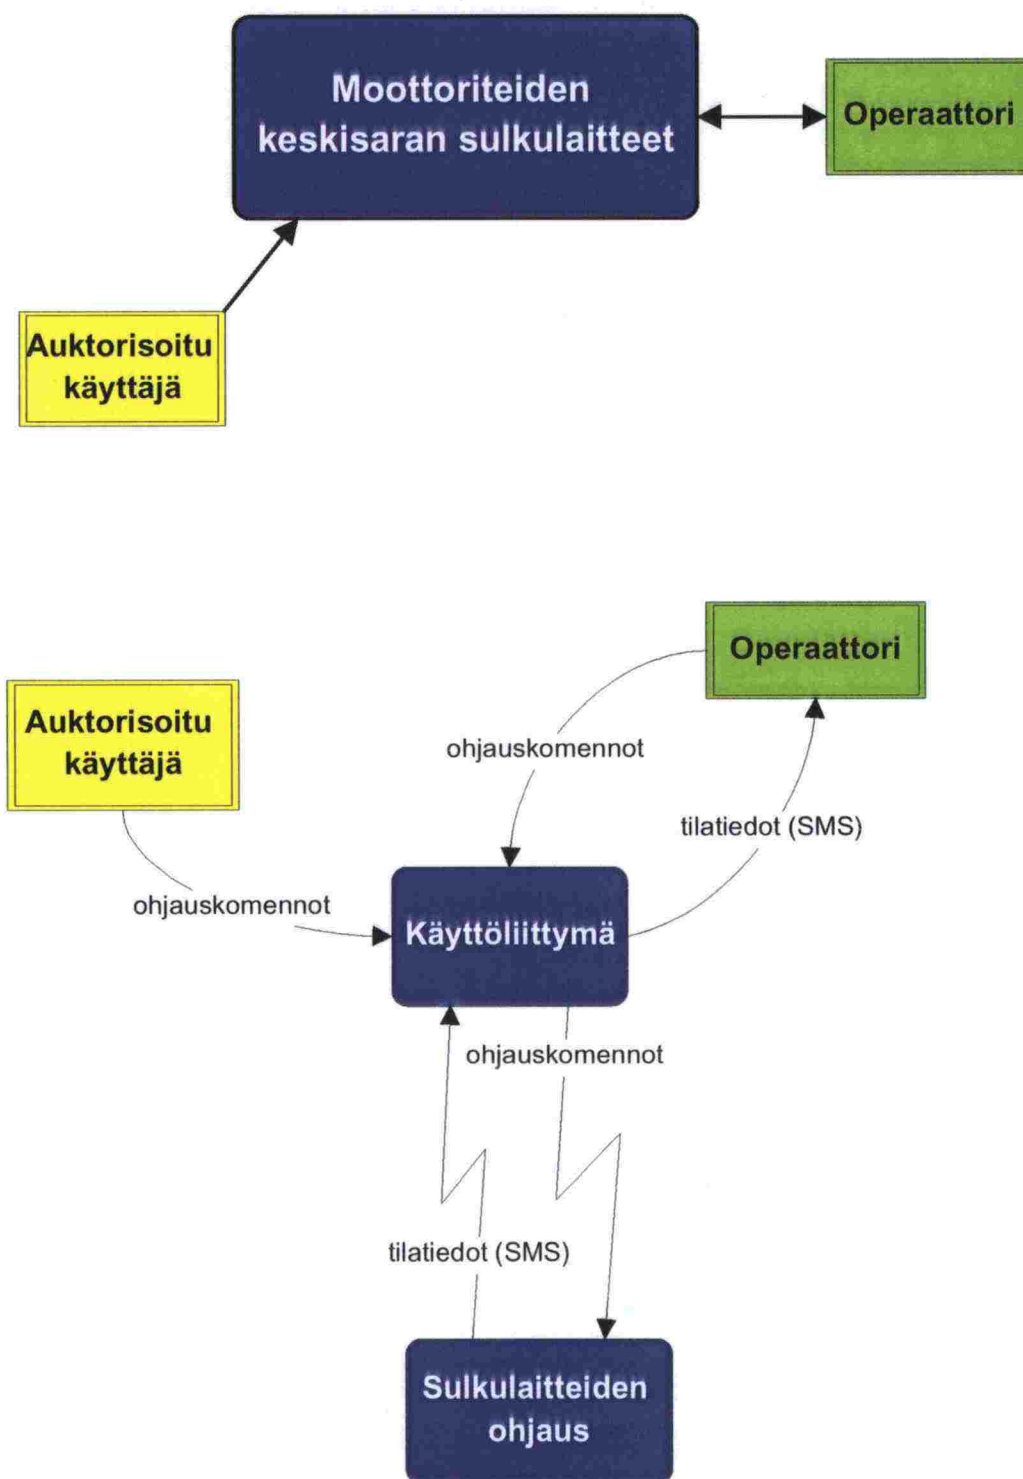 Moottoriteiden
keskisaran sulkulaitteet
Operaattori
Auktorisoitu
käyttäjä
Operaattori
Auktorisoitu
käyttäjä
ohjauskomennot
tilatiedot (SMS)
ohjauskomennot
Käyttöliittymä
ohjauskomennot
tilatiedot (SMS)
Sulkulaitteiden
ohjaus